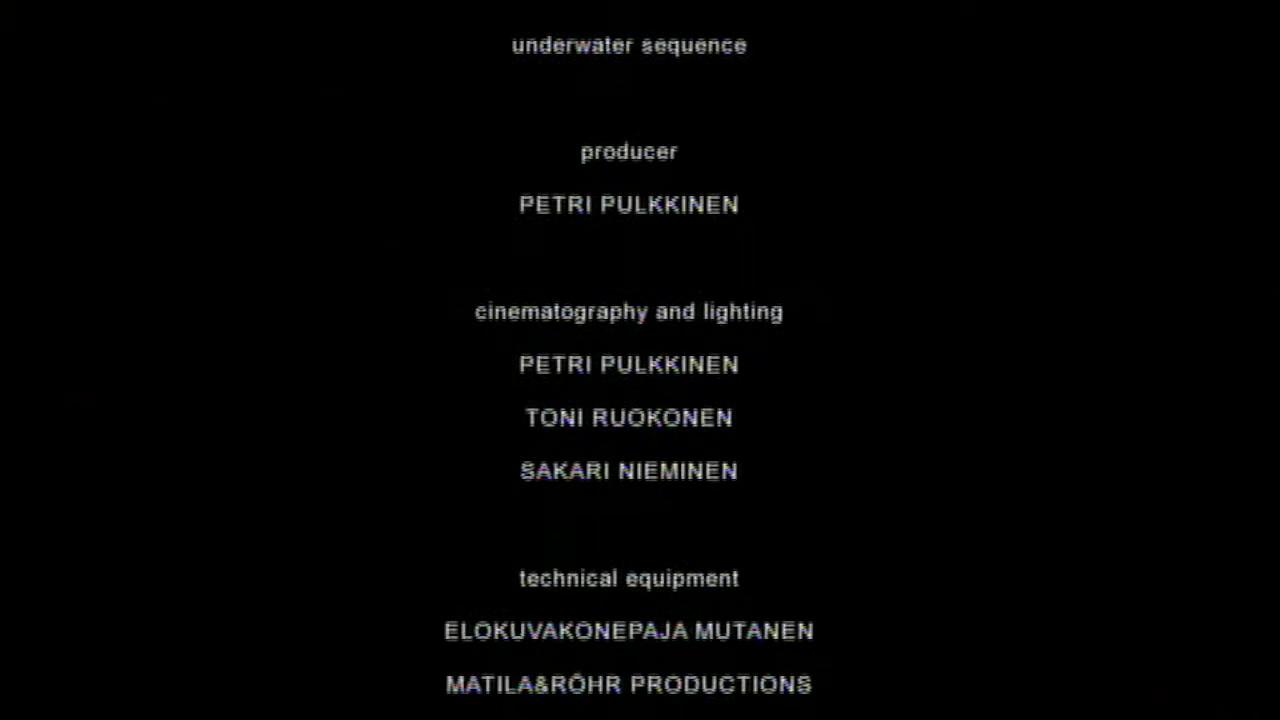 underwater sequence
producer
PETRI PULKKINEN
cinematography and lighting
PETRI PULKKINEN
TONI RUOKONEN
SAKARI NIEMINEN
technical equipment
ELOKUVAKONEPAJA MUTANEN
MATILA&RÖHR PRODUCTIONS